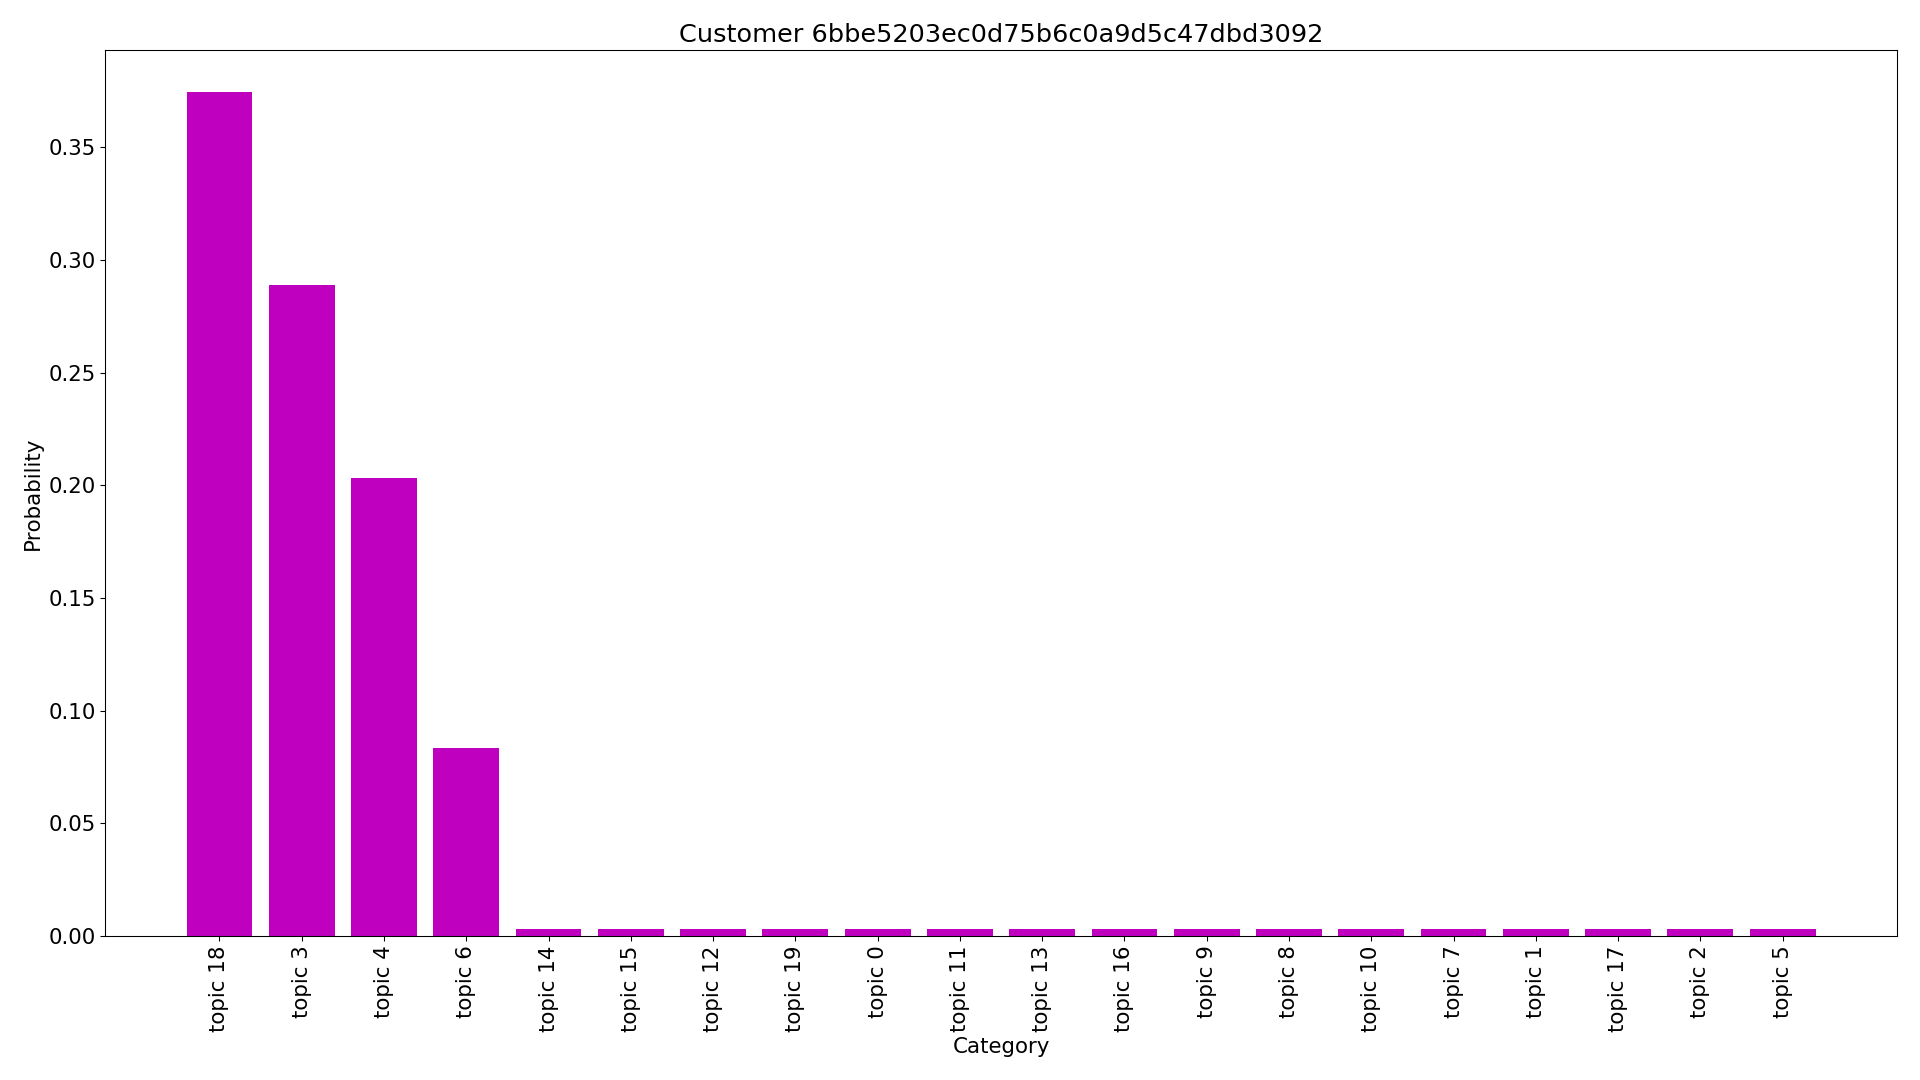 Customer 6bbe5203ec0d75b6c0a9d5c47dbd3092
Probability
0.35
0.30
0.25
0.20
0.15
0.10
0.05
0.00
topic 18
topic 3
topic 4
topic 6
topic 14
topic 15
topic 12
topic 19
topic 0
topic 11
topic 13
topic 16
topic 9
topic 8
topic 10
topic 7
topic 1
topic 17
topic 2
topic 5
Category